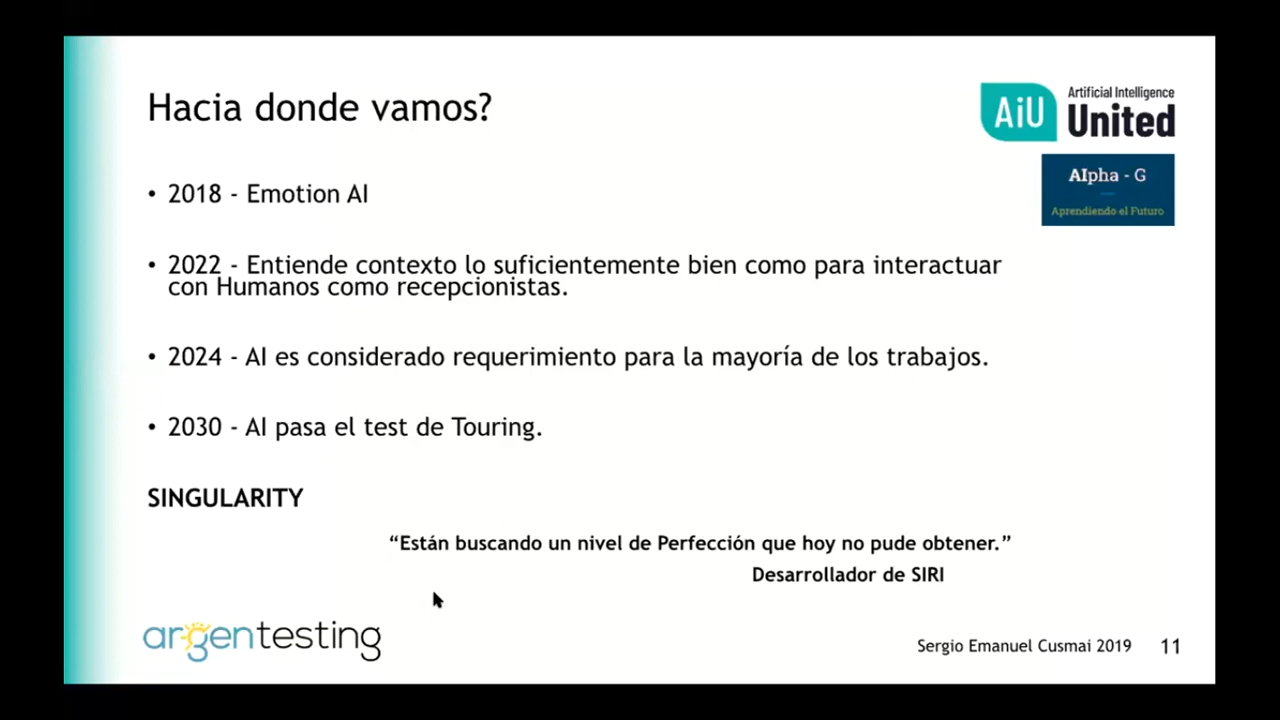 Hacia donde vamos?
Artificial Intelligence
AiU United
AIpha - G
Aprendiendo el Futuro
• 2018 - Emotion AI
• 2022 - Entiende contexto lo suficientemente bien como para interactuar
con Humanos como recepcionistas.
• 2024 - AI es considerado requerimiento para la mayoría de los trabajos.
• 2030 - AI pasa el test de Touring.
SINGULARITY
“Están buscando un nivel de Perfección que hoy no pude obtener.”
Desarrollador de SIRI
argentesting
Sergio Emanuel Cusmai 2019 11